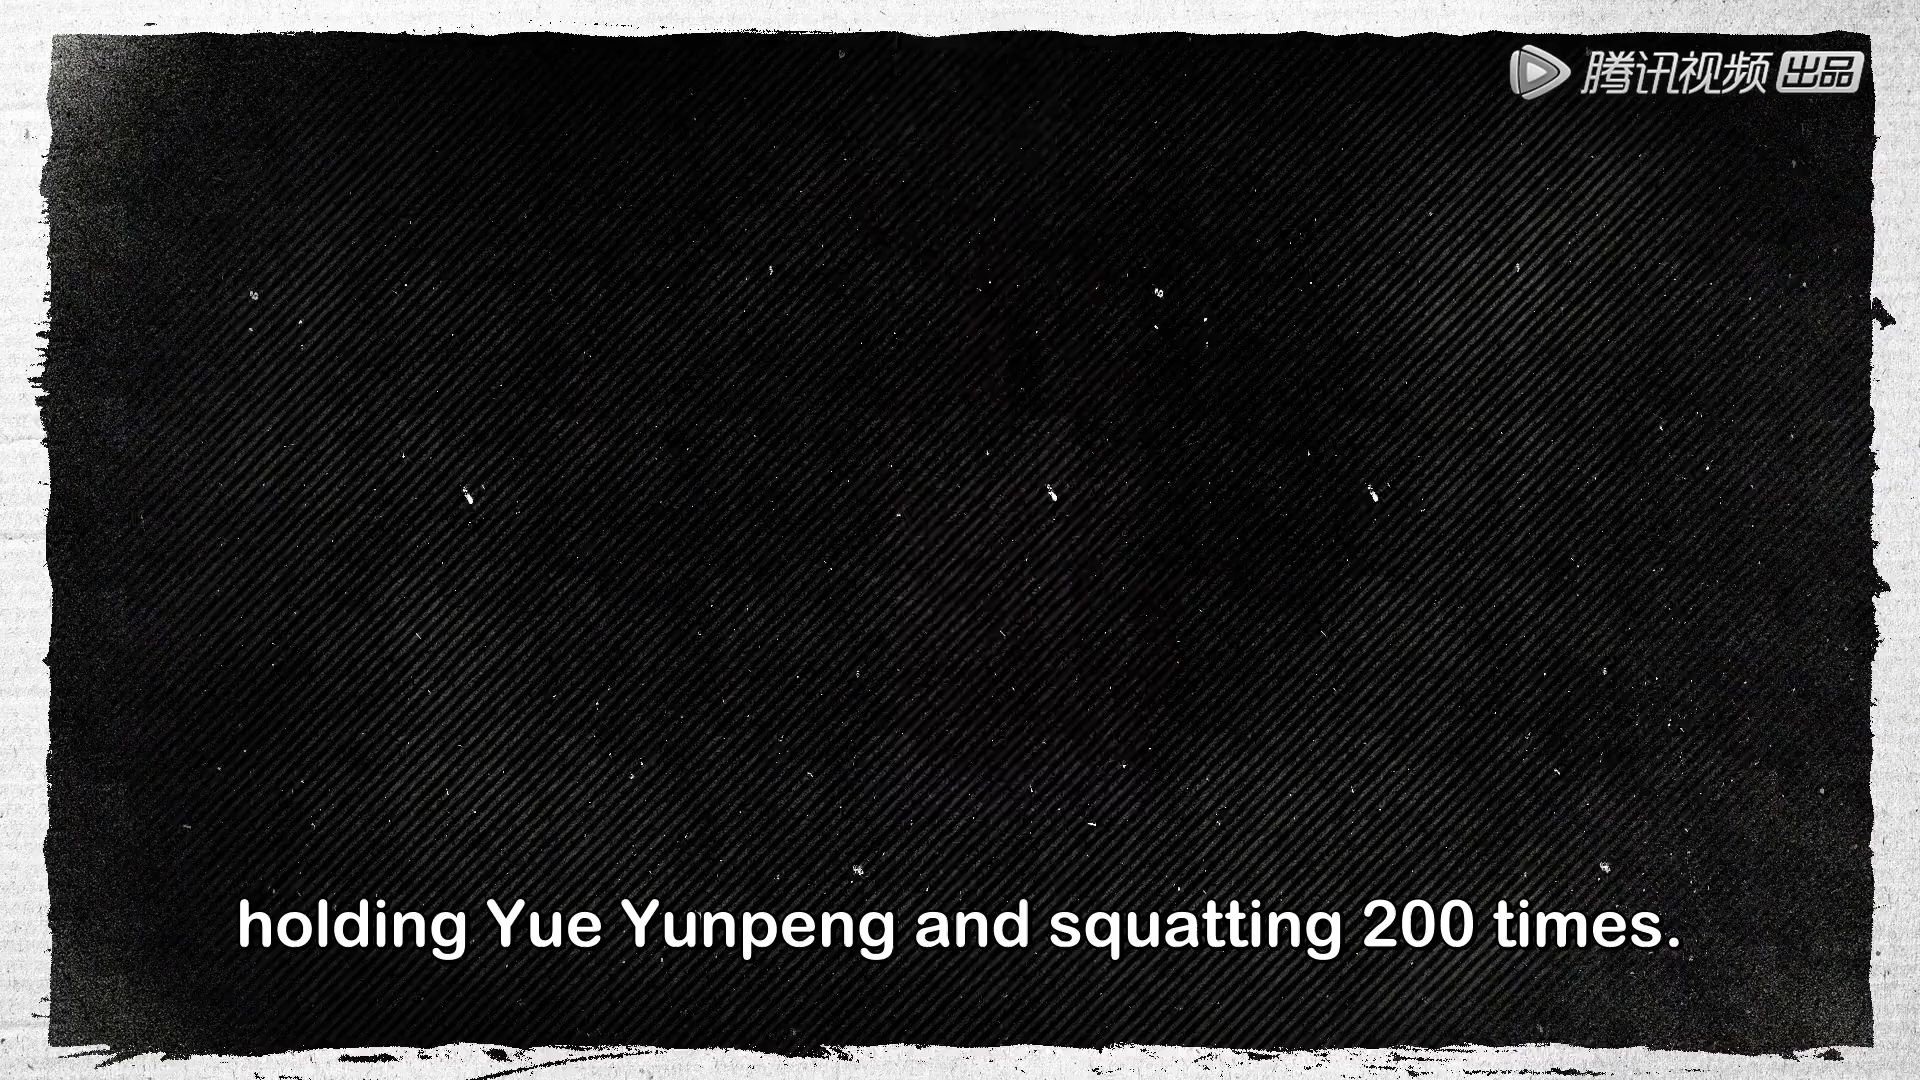 腾讯视频 出品
holding Yue Yunpeng and squatting 200 times.